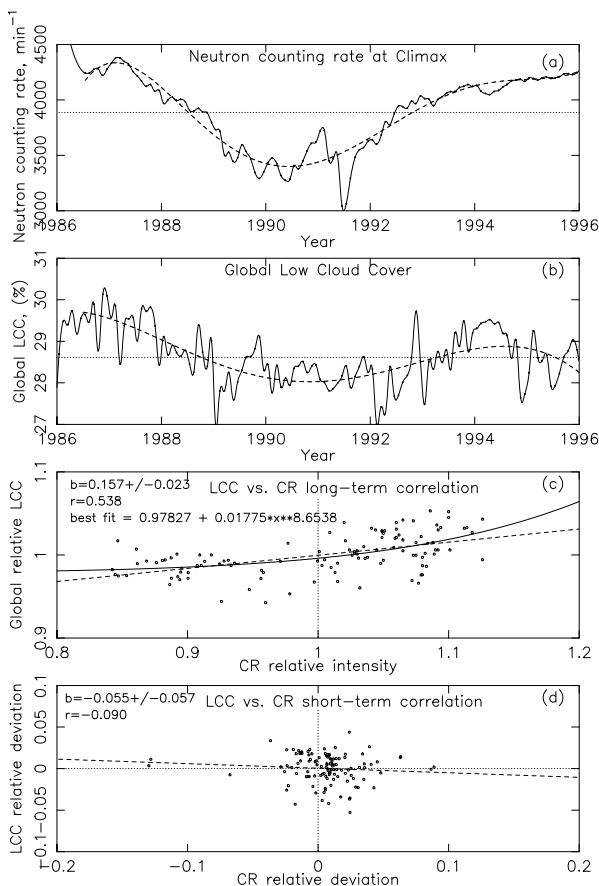 Neutron counting rate at Climax
(a)
Neutron counting rate, min⁻¹
4500
4000
3500
3000
1986 1988 1990 1992 1994 1996
Year
Global Low Cloud Cover
(b)
Global LCC, (%)
31
30
29
28
27
1986 1988 1990 1992 1994 1996
Year
b=0.157+/-0.023
LCC vs. CR long-term correlation
(c)
r=0.538
best fit = 0.97827 + 0.01775*x**8.6538
Global relative LCC
1.1
1
0.9
0.8 0.9 1 1.1 1.2
CR relative intensity
b=-0.055+/-0.057
LCC vs. CR short-term correlation
(d)
r=-0.090
LCC relative deviation
0.1
0.05
0
-0.05
-0.1
-0.2 -0.1 0 0.1 0.2
CR relative deviation